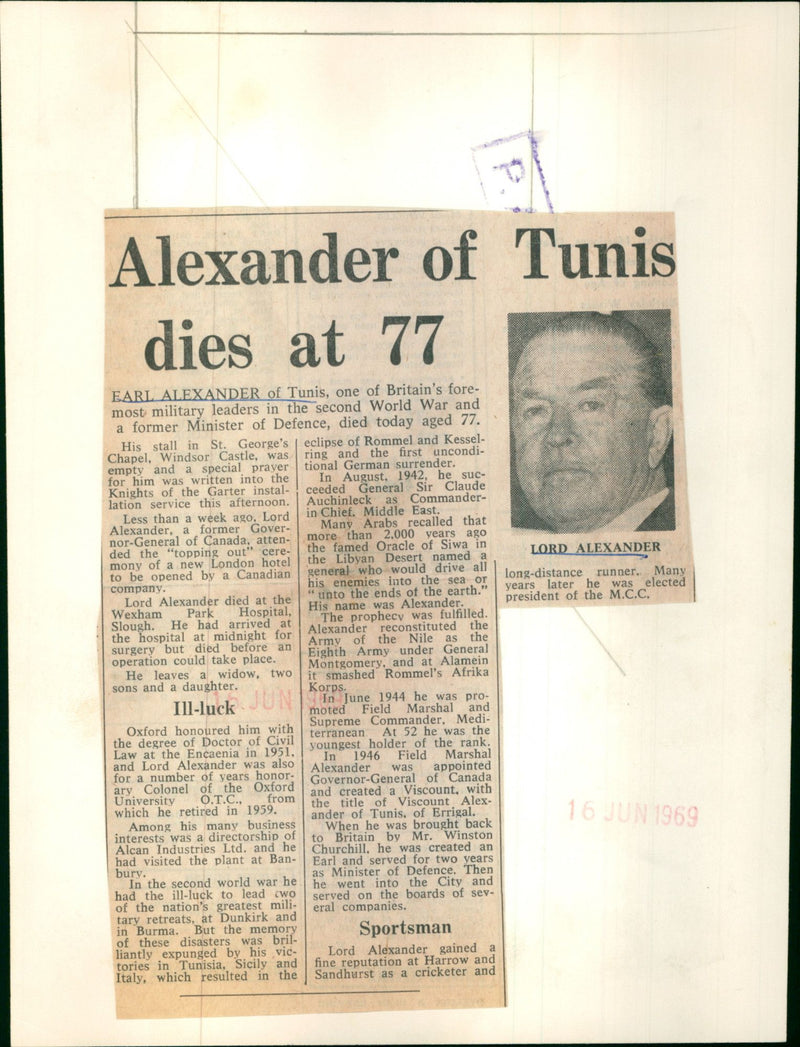 P.
Alexander of Tunis
dies at 77
EARL ALEXANDER of Tunis, one of Britain's fore-
most military leaders in the second World War and
a former Minister of Defence, died today aged 77.
His stall in St. George's
Chapel, Windsor Castle, was
empty and a special prayer
for him was written into the
Knights of the Garter instal-
lation service this afternoon.
Less than a week ago, Lord
Alexander, a former Gover-
nor-General of Canada, atten-
ded the "topping out" cere-
mony of a new London hotel
to be opened by a Canadian
company.
Lord Alexander died at the
Wexham Park Hospital,
Slough. He had arrived at
the hospital at midnight for
surgery but died before an
operation could take place.
He leaves a widow, two
sons and a daughter.
Ill-luck
Oxford honoured him with
the degree of Doctor of Civil
Law at the Encaenia in 1951,
and Lord Alexander was also
for a number of years honor-
ary Colonel of the Oxford
University O.T.C., from
which he retired in 1959.
Among his many business
interests was a directorship of
Alcan Industries Ltd. and he
had visited the plant at Ban-
bury.
In the second world war he
had the ill-luck to lead two
of the nation's greatest mili-
tary retreats, at Dunkirk and
in Burma. But the memory
of these disasters was bril-
liantly expunged by his vic-
tories in Tunisia, Sicily and
Italy, which resulted in the
eclipse of Rommel and Kessel-
ring and the first uncondi-
tional German surrender.
In August, 1942, he suc-
ceeded General Sir Claude
Auchinleck as Commander-
in-Chief, Middle East.
Many Arabs recalled that
more than 2,000 years ago
the famed Oracle of Siwa in
the Libyan Desert named a
general who would drive all
his enemies into the sea or
"unto the ends of the earth."
His name was Alexander.
The prophecy was fulfilled.
Alexander reconstituted the
Army of the Nile as the
Eighth Army under General
Montgomery, and at Alamein
it smashed Rommel's Afrika
Korps.
In June 1944 he was pro-
moted Field Marshal and
Supreme Commander, Medi-
terranean At 52 he was the
youngest holder of the rank.
In 1946 Field Marshal
Alexander was appointed
Governor-General of Canada
and created a Viscount, with
the title of Viscount Alex-
ander of Tunis, of Errigal.
When he was brought back
to Britain by Mr. Winston
Churchill, he was created an
Earl and served for two years
as Minister of Defence. Then
he went into the City and
served on the boards of sev-
eral companies.
Sportsman
Lord Alexander gained a
fine reputation at Harrow and
Sandhurst as a cricketer and
LORD ALEXANDER
long-distance runner. Many
years later he was elected
president of the M.C.C.
16 JUN
16 JUN 1969